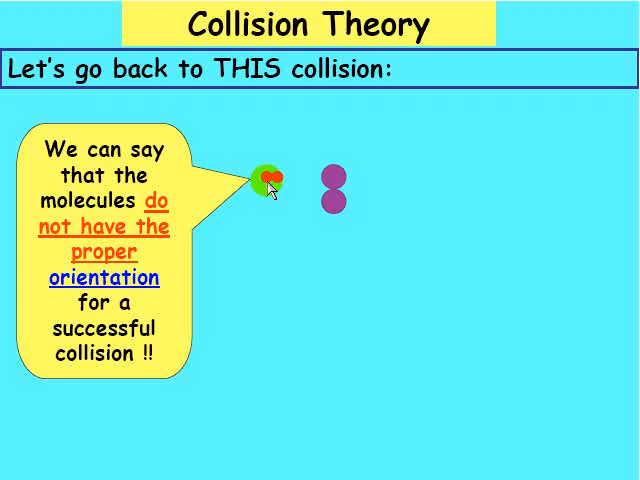 Collision Theory
Let's go back to THIS collision:
We can say
that the
molecules do
not have the
proper
orientation
for a
successful
collision !!